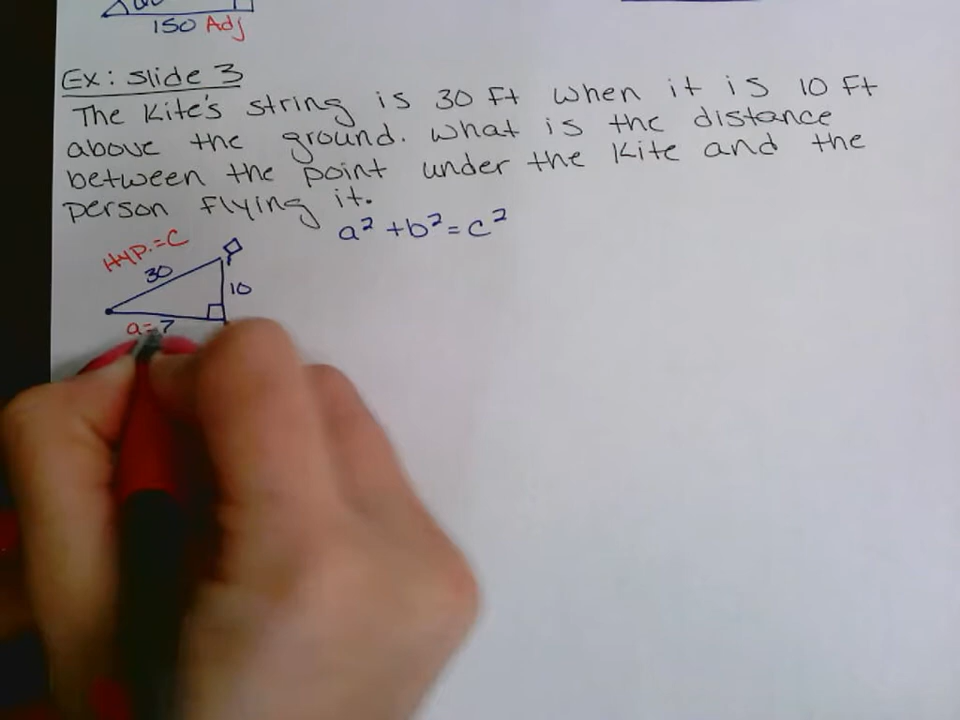 150 Adj
Ex: slide 3
The Kite's string is 30 Ft when it is 10 Ft
above the ground. what is the distance
between the point under the Kite and the
person flying it.
a² + b² = c²
Hyp. = C
30
10
a = ?